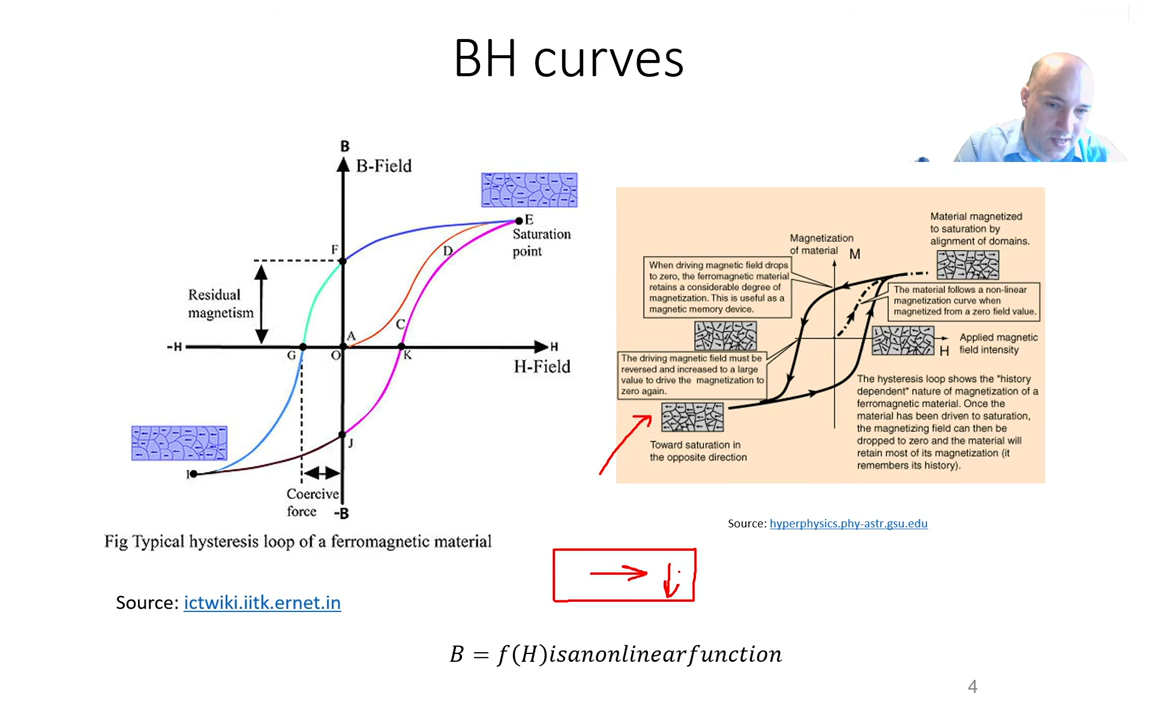 BH curves
B
B-Field
E
Saturation
point
F
D
Residual
magnetism
C
A
-H
G
O
K
H
H-Field
J
I
Coercive
force
-B
Fig Typical hysteresis loop of a ferromagnetic material
Source: ictwiki.iitk.ernet.in
Material magnetized
to saturation by
alignment of domains.
Magnetization
of material M
When driving magnetic field drops
to zero, the ferromagnetic material
retains a considerable degree of
magnetization. This is useful as a
magnetic memory device.
The material follows a non-linear
magnetization curve when
magnetized from a zero field value.
H
Applied magnetic
field intensity
The driving magnetic field must be
reversed and increased to a large
value to drive the magnetization to
zero again.
The hysteresis loop shows the "history
dependent" nature of magnetization of a
ferromagnetic material. Once the
material has been driven to saturation,
the magnetizing field can then be
dropped to zero and the material will
retain most of its magnetization (it
remembers its history).
Toward saturation in
the opposite direction
Source: hyperphysics.phy-astr.gsu.edu
B = f(H)isanonlinearfunction
4